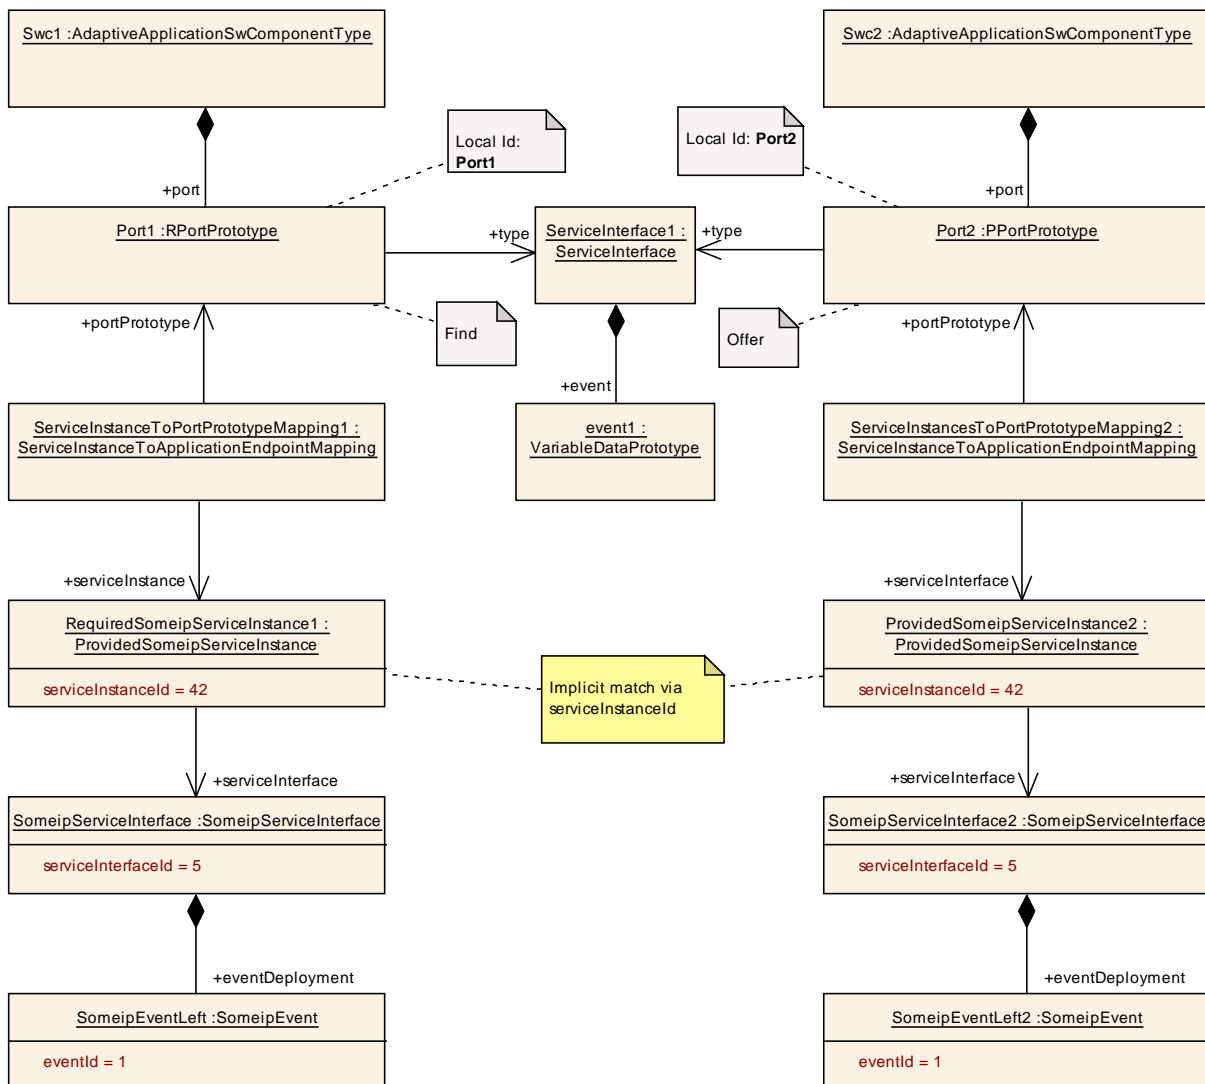 Swc1 :AdaptiveApplicationSwComponentType
Swc2 :AdaptiveApplicationSwComponentType
Local Id:
Port1
Local Id: Port2
+port
+port
Port1 :RPortPrototype
+type
ServiceInterface1 :
ServiceInterface
+type
Port2 :PPortPrototype
+portPrototype
Find
Offer
+portPrototype
+event
ServiceInstanceToPortPrototypeMapping1 :
ServiceInstanceToApplicationEndpointMapping
event1 :
VariableDataPrototype
ServiceInstancesToPortPrototypeMapping2 :
ServiceInstanceToApplicationEndpointMapping
+serviceInstance
+serviceInterface
RequiredSomeipServiceInstance1 :
ProvidedSomeipServiceInstance
serviceInstanceId = 42
Implicit match via
serviceInstanceId
ProvidedSomeipServiceInstance2 :
ProvidedSomeipServiceInstance
serviceInstanceId = 42
+serviceInterface
+serviceInterface
SomeipServiceInterface :SomeipServiceInterface
serviceInterfaceId = 5
SomeipServiceInterface2 :SomeipServiceInterface
serviceInterfaceId = 5
+eventDeployment
+eventDeployment
SomeipEventLeft :SomeipEvent
eventId = 1
SomeipEventLeft2 :SomeipEvent
eventId = 1